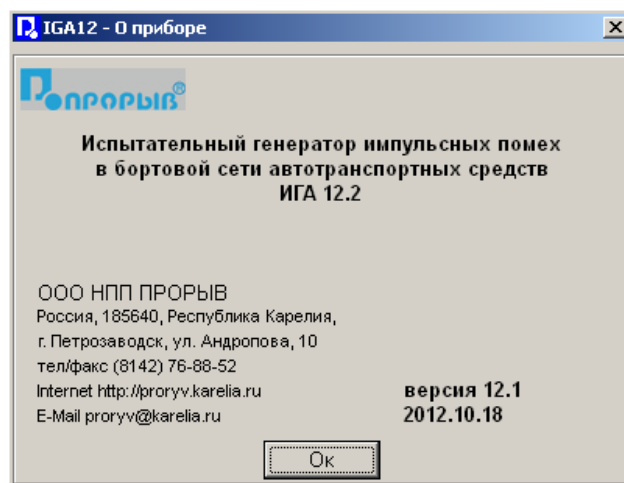 IGA12 - О приборе
ПРОРЫВ®
Испытательный генератор импульсных помех
в бортовой сети автотранспортных средств
ИГА 12.2
ООО НПП ПРОРЫВ
Россия, 185640, Республика Карелия,
г. Петрозаводск, ул. Андропова, 10
тел/факс (8142) 76-88-52
Internet http://proryv.karelia.ru
E-Mail proryv@karelia.ru
версия 12.1
2012.10.18
Ок